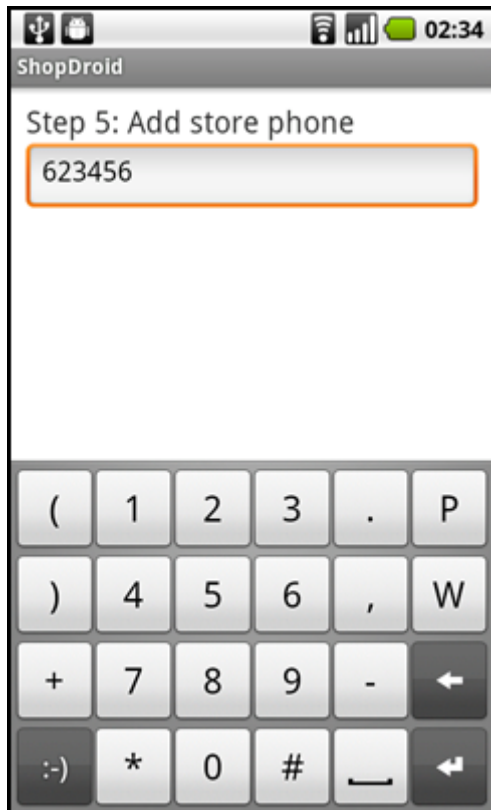 02:34
ShopDroid
Step 5: Add store phone
623456
( 1 2 3 . P
) 4 5 6 , W
+ 7 8 9 -
:-) * 0 #